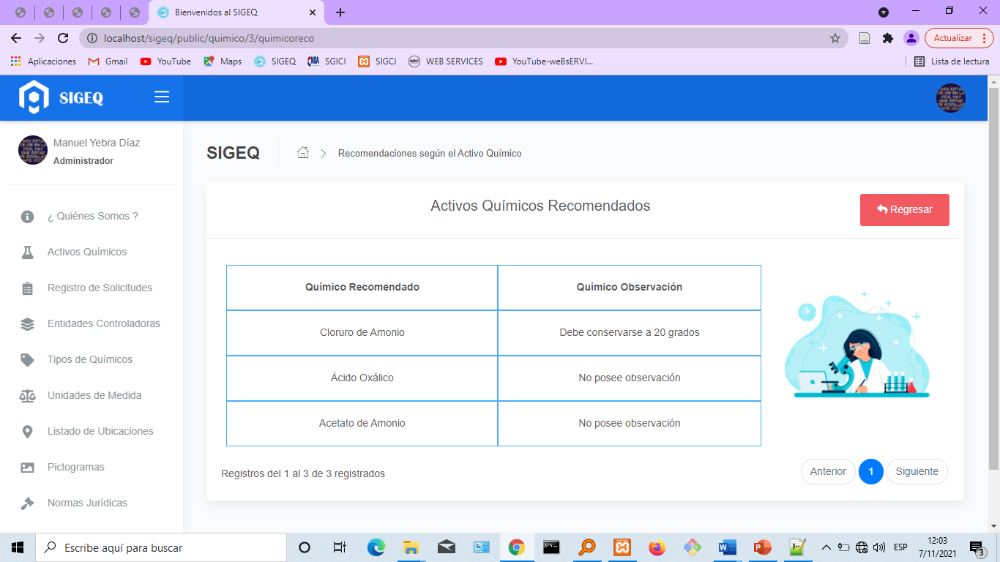 Bienvenidos al SIGEQ
localhost/sigeq/public/quimico/3/quimicoreco
Actualizar
Aplicaciones
Gmail
YouTube
Maps
SIGEQ
SGICI
SIGCI
WEB SERVICES
YouTube-weBsERVI...
Lista de lectura
SIGEQ
Manuel Yebra Díaz
Administrador
¿ Quiénes Somos ?
Activos Químicos
Registro de Solicitudes
Entidades Controladoras
Tipos de Químicos
Unidades de Medida
Listado de Ubicaciones
Pictogramas
Normas Jurídicas
SIGEQ
Recomendaciones según el Activo Químico
Activos Químicos Recomendados
Regresar
Químico Recomendado
Químico Observación
Cloruro de Amonio
Debe conservarse a 20 grados
Ácido Oxálico
No posee observación
Acetato de Amonio
No posee observación
Registros del 1 al 3 de 3 registrados
Anterior
1
Siguiente
Escribe aquí para buscar
ESP
12:03
7/11/2021
3